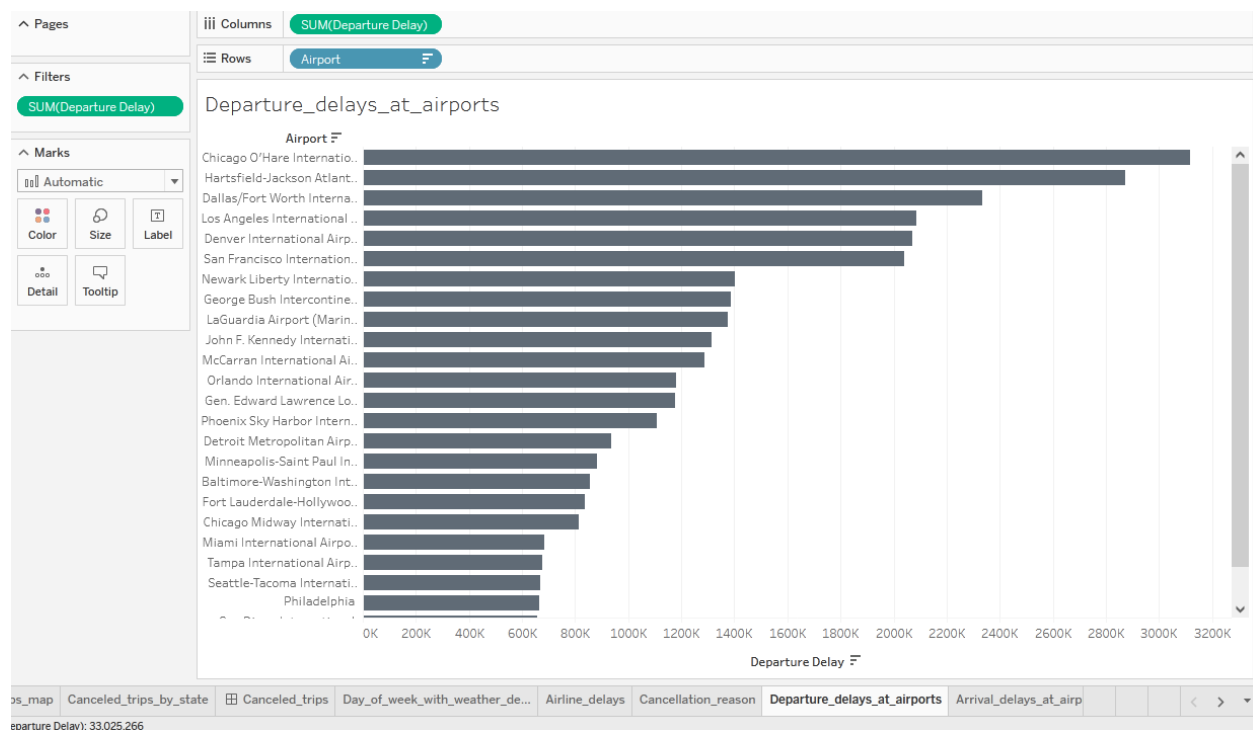 Pages
Columns
SUM(Departure Delay)
Rows
Airport
Filters
SUM(Departure Delay)
Marks
Automatic
Color
Size
Label
Detail
Tooltip
Departure_delays_at_airports
Airport
Chicago O'Hare Internatio..
Hartsfield-Jackson Atlant..
Dallas/Fort Worth Interna..
Los Angeles International ..
Denver International Airp..
San Francisco Internation..
Newark Liberty Internatio..
George Bush Intercontine..
LaGuardia Airport (Marin..
John F. Kennedy Internati..
McCarran International Ai..
Orlando International Air..
Gen. Edward Lawrence Lo..
Phoenix Sky Harbor Intern..
Detroit Metropolitan Airp..
Minneapolis-Saint Paul In..
Baltimore-Washington Int..
Fort Lauderdale-Hollywoo..
Chicago Midway Internati..
Miami International Airpo..
Tampa International Airp..
Seattle-Tacoma Internati..
Philadelphia
0K 200K 400K 600K 800K 1000K 1200K 1400K 1600K 1800K 2000K 2200K 2400K 2600K 2800K 3000K 3200K
Departure Delay
os_map Canceled_trips_by_state Canceled_trips Day_of_week_with_weather_de... Airline_delays Cancellation_reason Departure_delays_at_airports Arrival_delays_at_airp
eparture Delay): 33.025.266